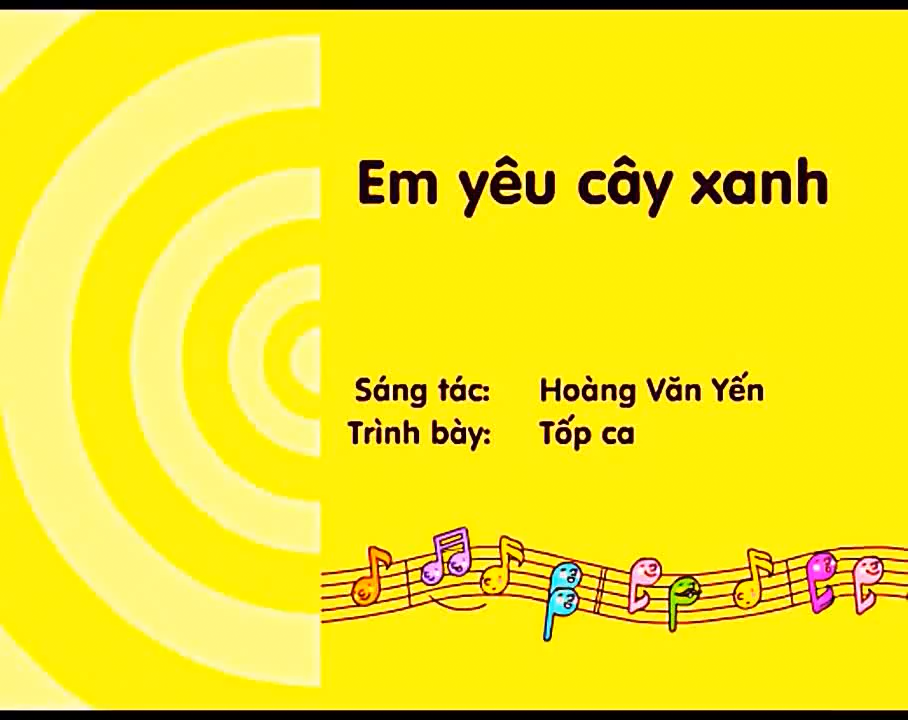 Em yêu cây xanh
Sáng tác: Hoàng Văn Yến
Trình bày: Tốp ca